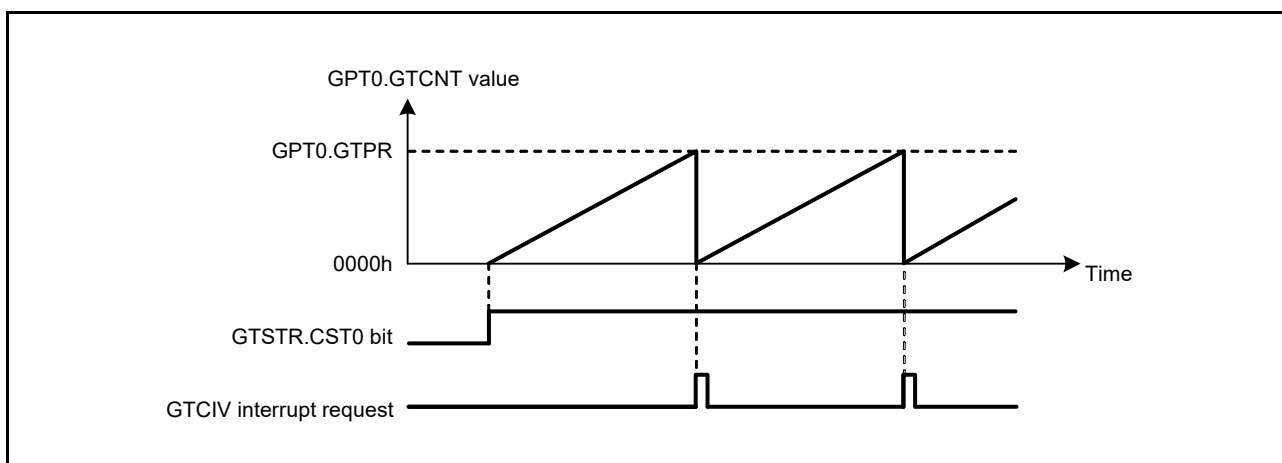 GPT0.GTCNT value
GPT0.GTPR
0000h
Time
GTSTR.CST0 bit
GTCIV interrupt request